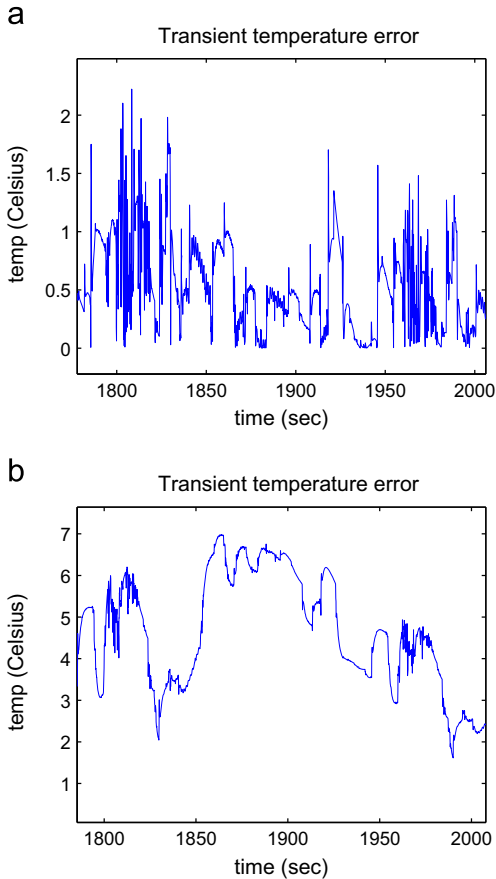 a
Transient temperature error
2
1.5
1
0.5
0
temp (Celsius)
1800 1850 1900 1950 2000
time (sec)
b
Transient temperature error
7
6
5
4
3
2
1
temp (Celsius)
1800 1850 1900 1950 2000
time (sec)